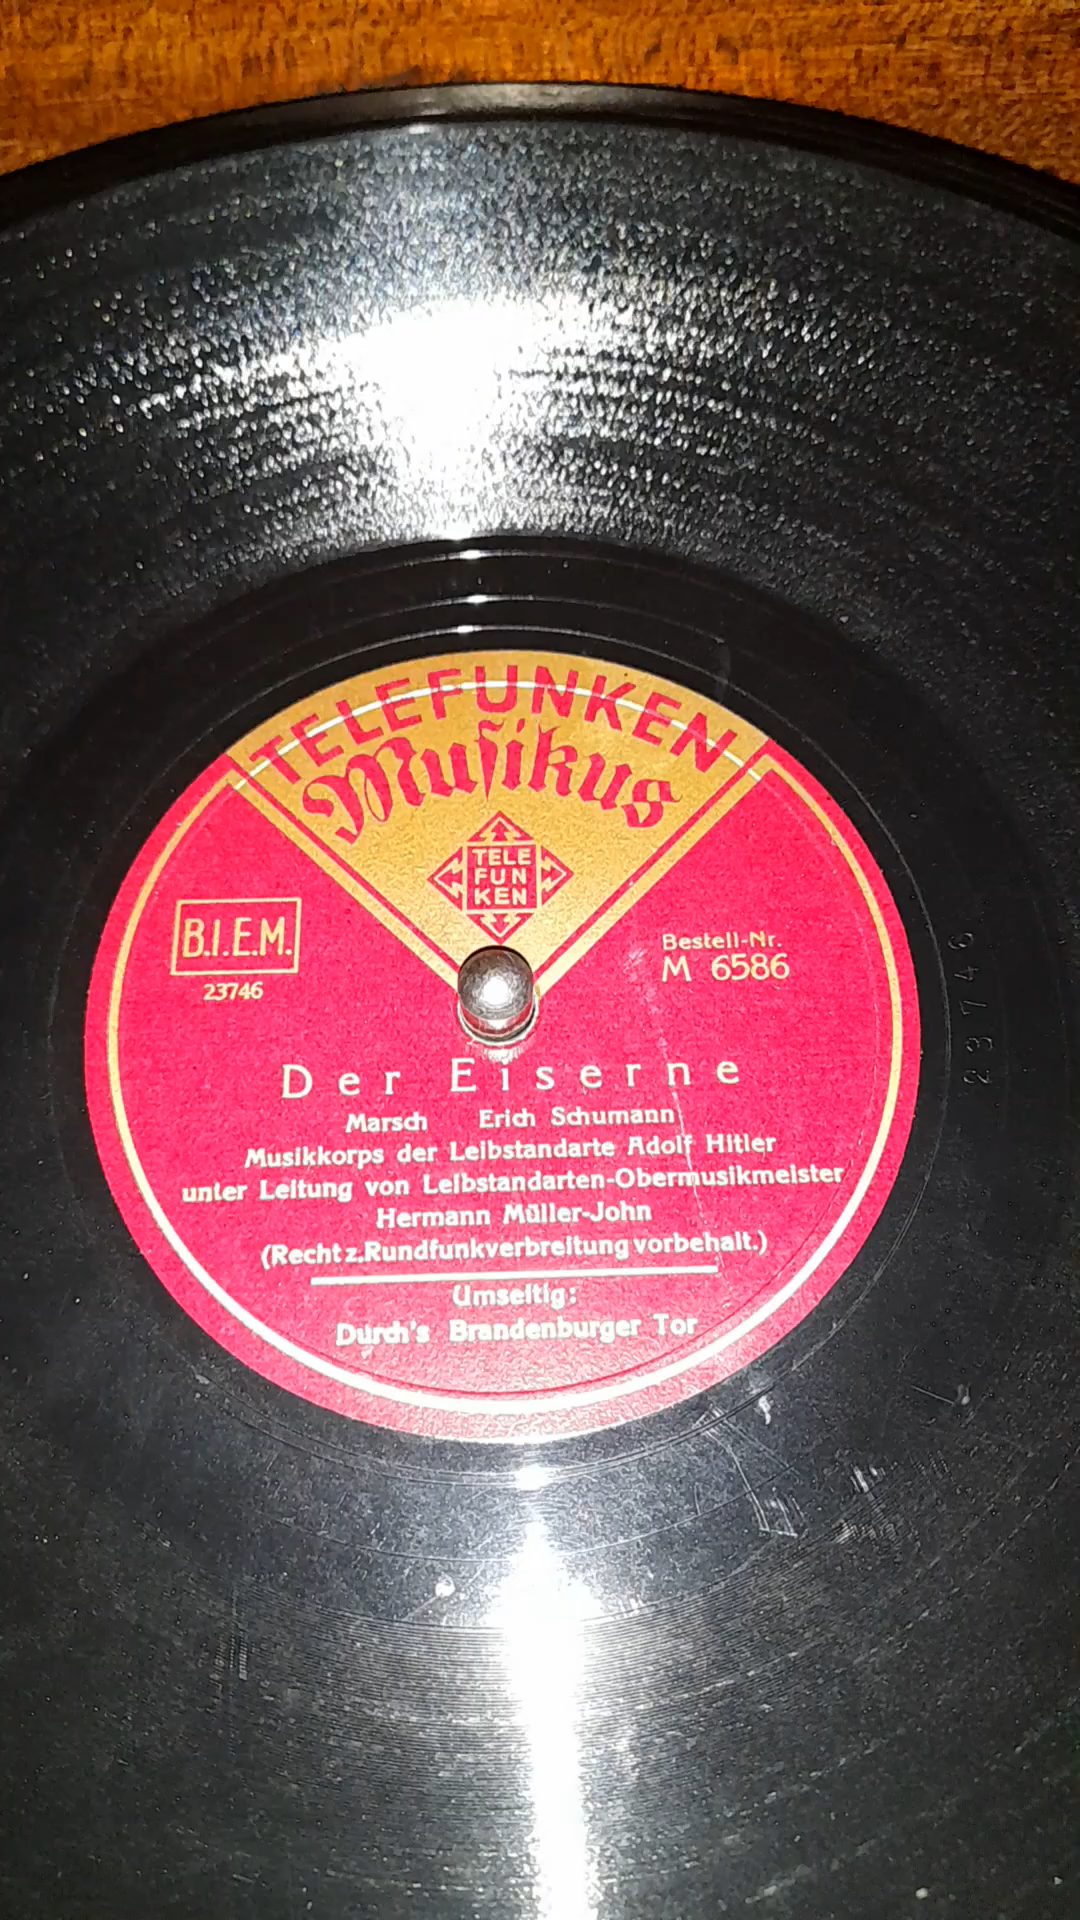 TELEFUNKEN
Musikus
TELE
FUN
KEN
B.I.E.M.
23746
Bestell-Nr.
M 6586
Der Eiserne
Marsch Erich Schumann
Musikkorps der Leibstandarte Adolf Hitler
unter Leitung von Leibstandarten-Obermusikmeister
Hermann Müller-John
(Recht z. Rundfunkverbreitung vorbehalt.)
Umseitig:
Durch's Brandenburger Tor
23746